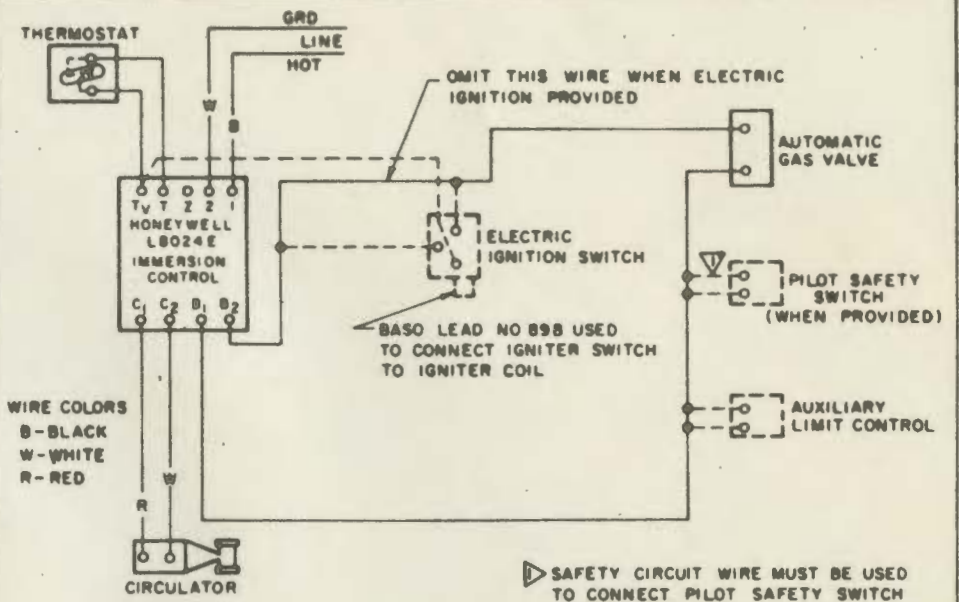 GRD
LINE
HOT
THERMOSTAT
OMIT THIS WIRE WHEN ELECTRIC
IGNITION PROVIDED
W
B
AUTOMATIC
GAS VALVE
TV T Z 2 1
HONEYWELL
L8024E
IMMERSION
CONTROL
C1 C2 B1 B2
ELECTRIC
IGNITION SWITCH
1
PILOT SAFETY
SWITCH
(WHEN PROVIDED)
BASO LEAD NO 898 USED
TO CONNECT IGNITER SWITCH
TO IGNITER COIL
WIRE COLORS
B-BLACK
W-WHITE
R-RED
AUXILIARY
LIMIT CONTROL
R
W
CIRCULATOR
1 SAFETY CIRCUIT WIRE MUST BE USED
TO CONNECT PILOT SAFETY SWITCH